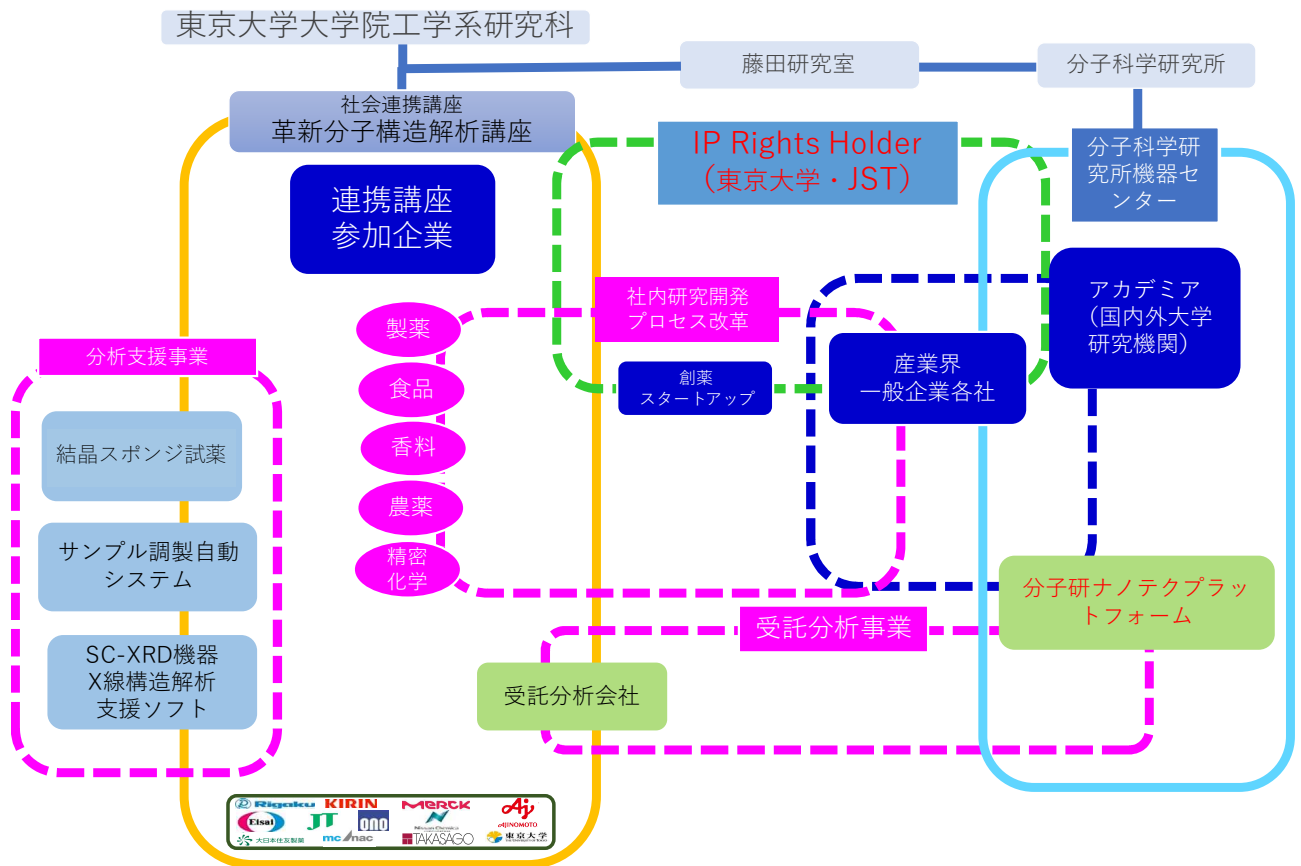 東京大学大学院工学系研究科
藤田研究室
分子科学研究所
社会連携講座
革新分子構造解析講座
IP Rights Holder
(東京大学・JST)
分子科学研
究所機器セ
ンター
連携講座
参加企業
アカデミア
(国内外大学
研究機関)
社内研究開発
プロセス改革
製薬
食品
香料
農薬
精密
化学
創薬
スタートアップ
産業界
一般企業各社
分析支援事業
結晶スポンジ試薬
サンプル調製自動
システム
SC-XRD機器
X線構造解析
支援ソフト
分子研ナノテクプラッ
トフォーム
受託分析事業
受託分析会社
Rigaku
KIRIN
MERCK
Aj
AJINOMOTO
Eisai
JT
ono
N
大日本住友製薬
mc nac
TAKASAGO
東京大学